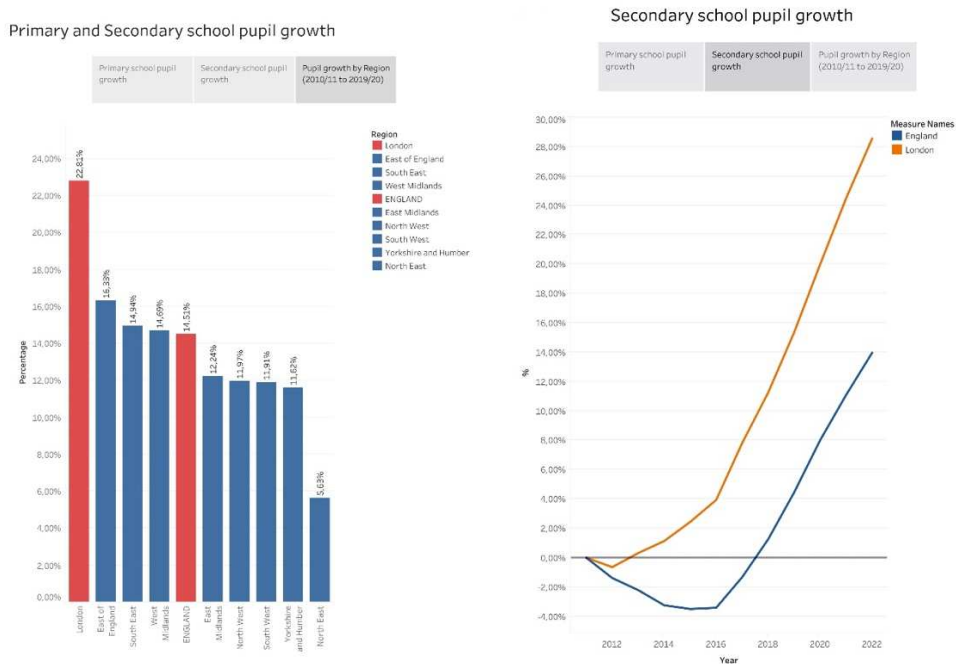 Primary and Secondary school pupil growth
Primary school pupil
growth
Secondary school pupil
growth
Pupil growth by Region
(2010/11 to 2019/20)
Region
London
East of England
South East
West Midlands
ENGLAND
East Midlands
North West
South West
Yorkshire and Humber
North East
Percentage
24,00%
22,00%
20,00%
18,00%
16,00%
14,00%
12,00%
10,00%
8,00%
6,00%
4,00%
2,00%
0,00%
22,81%
16,33%
14,94%
14,69%
14,51%
12,24%
11,97%
11,91%
11,62%
5,63%
London
East of
England
South East
West
Midlands
ENGLAND
East
Midlands
North West
South West
Yorkshire
and Humber
North East
Secondary school pupil growth
Primary school pupil
growth
Secondary school pupil
growth
Pupil growth by Region
(2010/11 to 2019/20)
Measure Names
England
London
%
30,00%
28,00%
26,00%
24,00%
22,00%
20,00%
18,00%
16,00%
14,00%
12,00%
10,00%
8,00%
6,00%
4,00%
2,00%
0,00%
-2,00%
-4,00%
2012
2014
2016
2018
2020
2022
Year